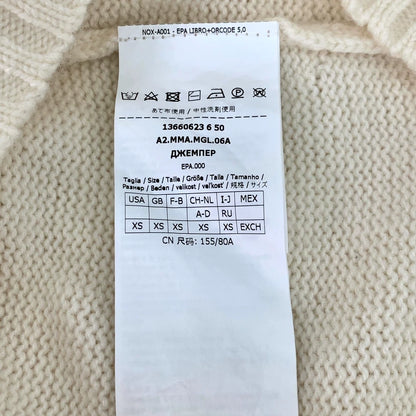 NOX-A001 - EPA LIBRO+QRCODE 5,0
あて布使用 / 中性洗剤使用
13660623 6 50
A2.MMA.MGL.06A
ДЖЕМПЕР
EPA.000
Taglia / Size / Taille / Größe / Talla / Tamanho /
Размер / Beden / velikost / veľkosť / 规格 / サイズ
USA GB F-B CH-NL I-J MEX
A-D RU
XS XS XS XS XS EXCH
CN 尺码: 155/80A